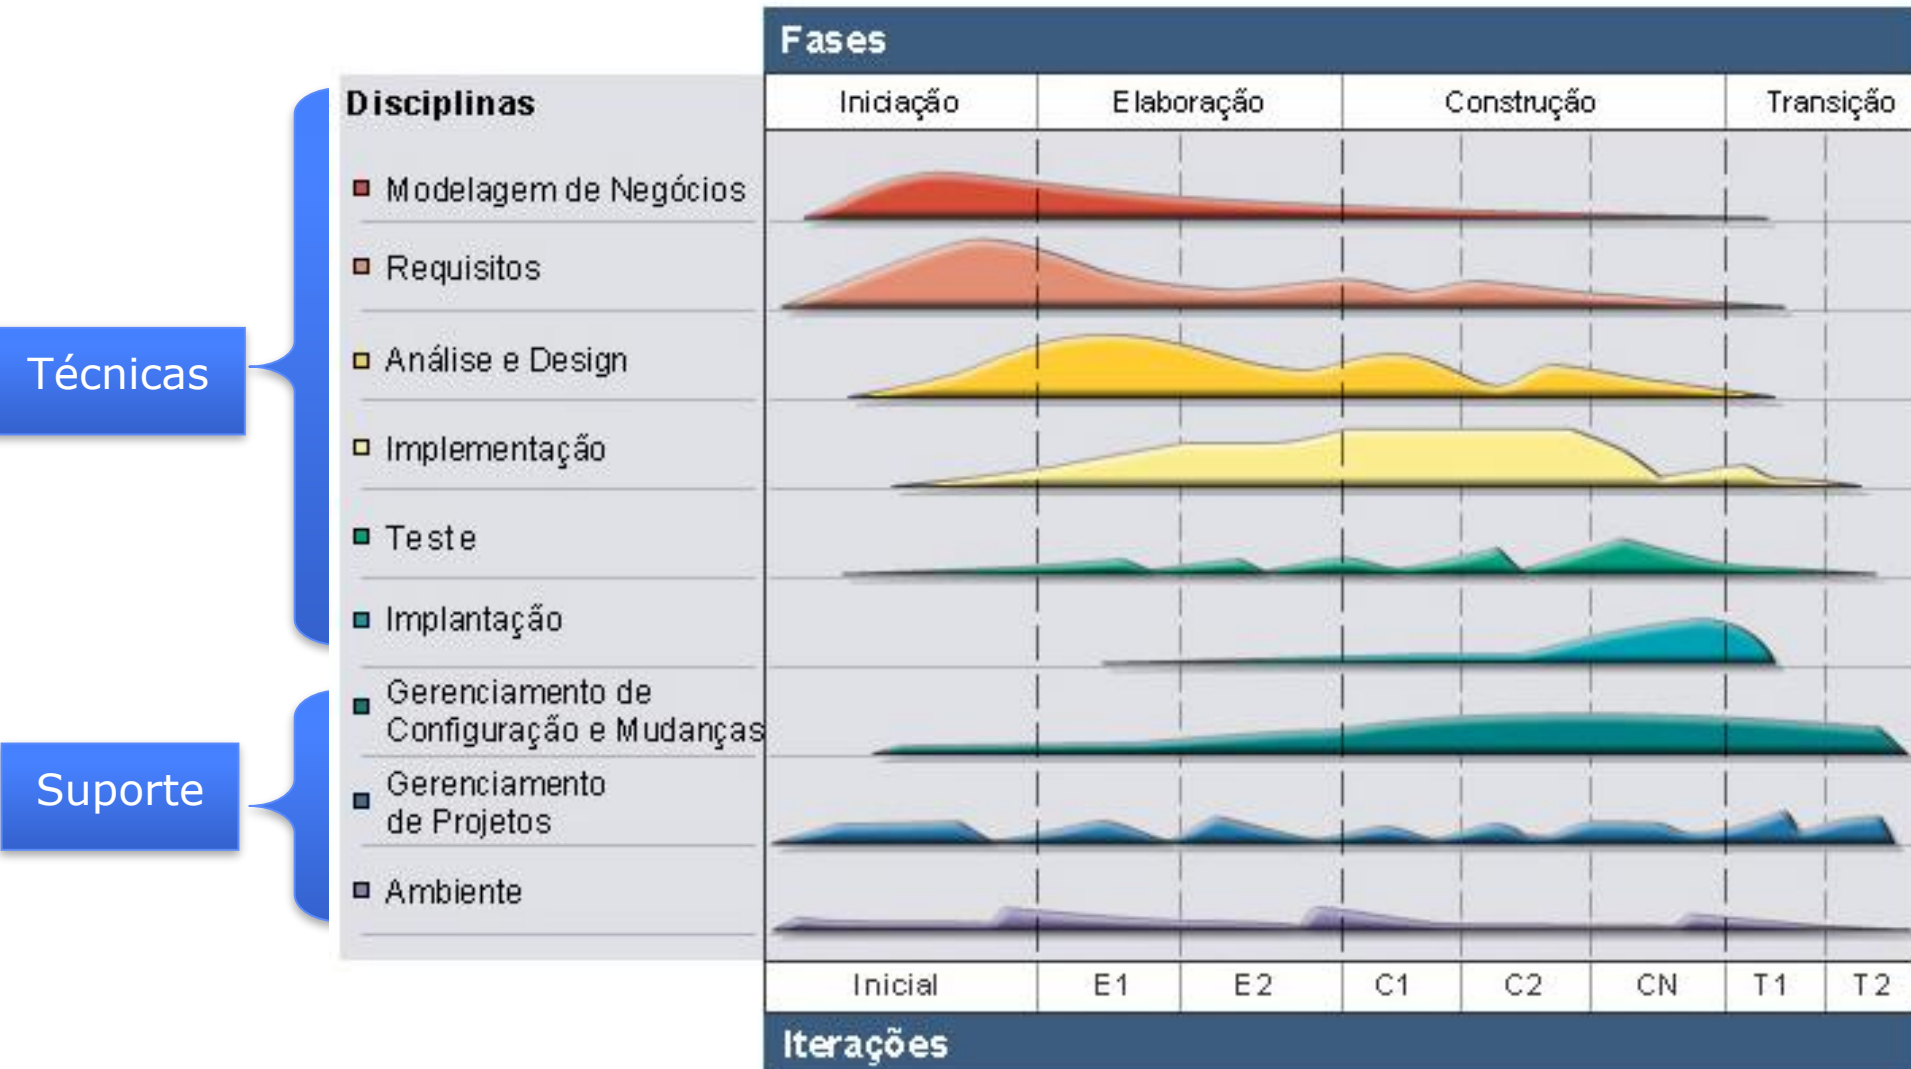 Fases
Disciplinas
Iniciação
Elaboração
Construção
Transição
Modelagem de Negócios
Requisitos
Técnicas
Análise e Design
Implementação
Teste
Implantação
Suporte
Gerenciamento de
Configuração e Mudanças
Gerenciamento
de Projetos
Ambiente
Inicial
E1
E2
C1
C2
CN
T1
T2
Iterações